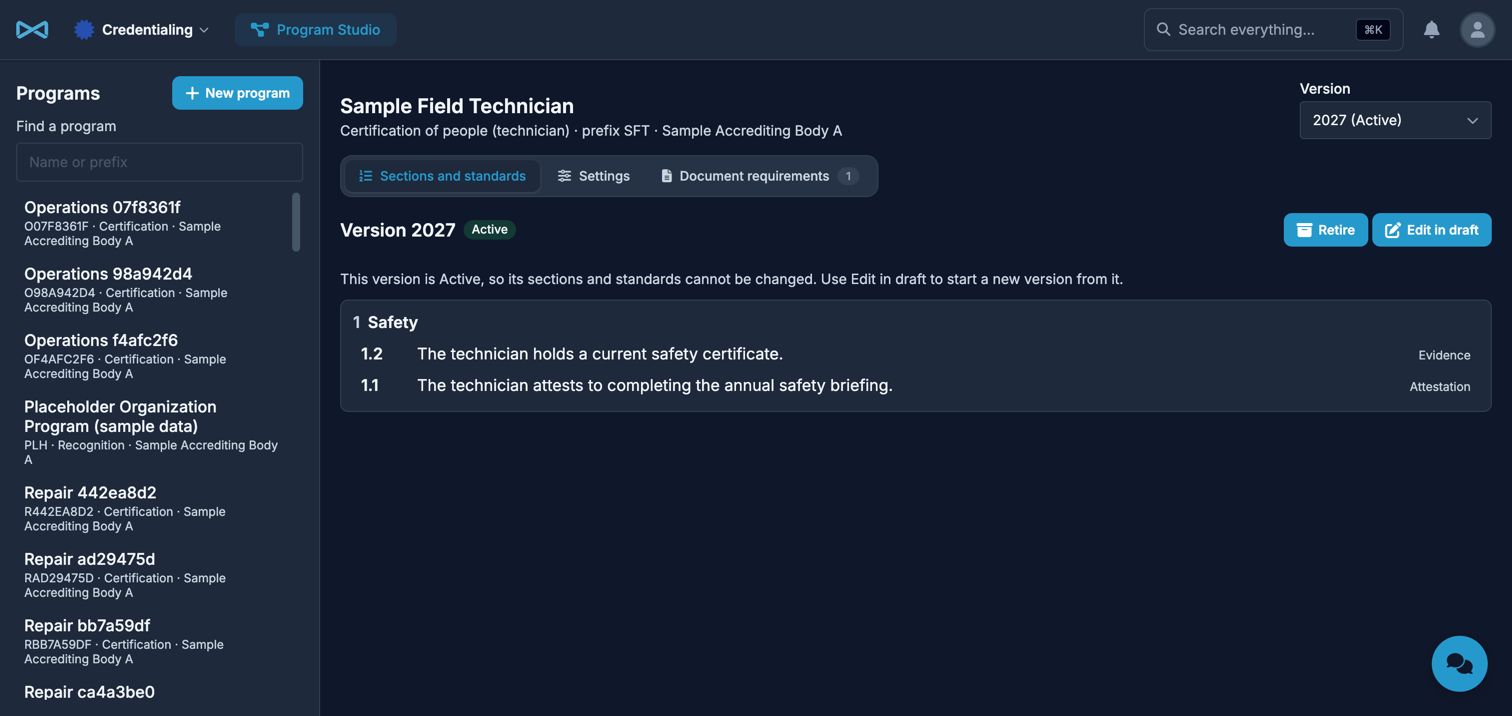 Credentialing
Program Studio
Search everything...
⌘K
Programs
New program
Find a program
Name or prefix
Operations 07f8361f
O07F8361F · Certification · Sample
Accrediting Body A
Operations 98a942d4
O98A942D4 · Certification · Sample
Accrediting Body A
Operations f4afc2f6
OF4AFC2F6 · Certification · Sample
Accrediting Body A
Placeholder Organization
Program (sample data)
PLH · Recognition · Sample Accrediting Body
A
Repair 442ea8d2
R442EA8D2 · Certification · Sample
Accrediting Body A
Repair ad29475d
RAD29475D · Certification · Sample
Accrediting Body A
Repair bb7a59df
RBB7A59DF · Certification · Sample
Accrediting Body A
Repair ca4a3be0
Sample Field Technician
Certification of people (technician) · prefix SFT · Sample Accrediting Body A
Version
2027 (Active)
Sections and standards
Settings
Document requirements 1
Version 2027 Active
Retire
Edit in draft
This version is Active, so its sections and standards cannot be changed. Use Edit in draft to start a new version from it.
1 Safety
1.2 The technician holds a current safety certificate. Evidence
1.1 The technician attests to completing the annual safety briefing. Attestation